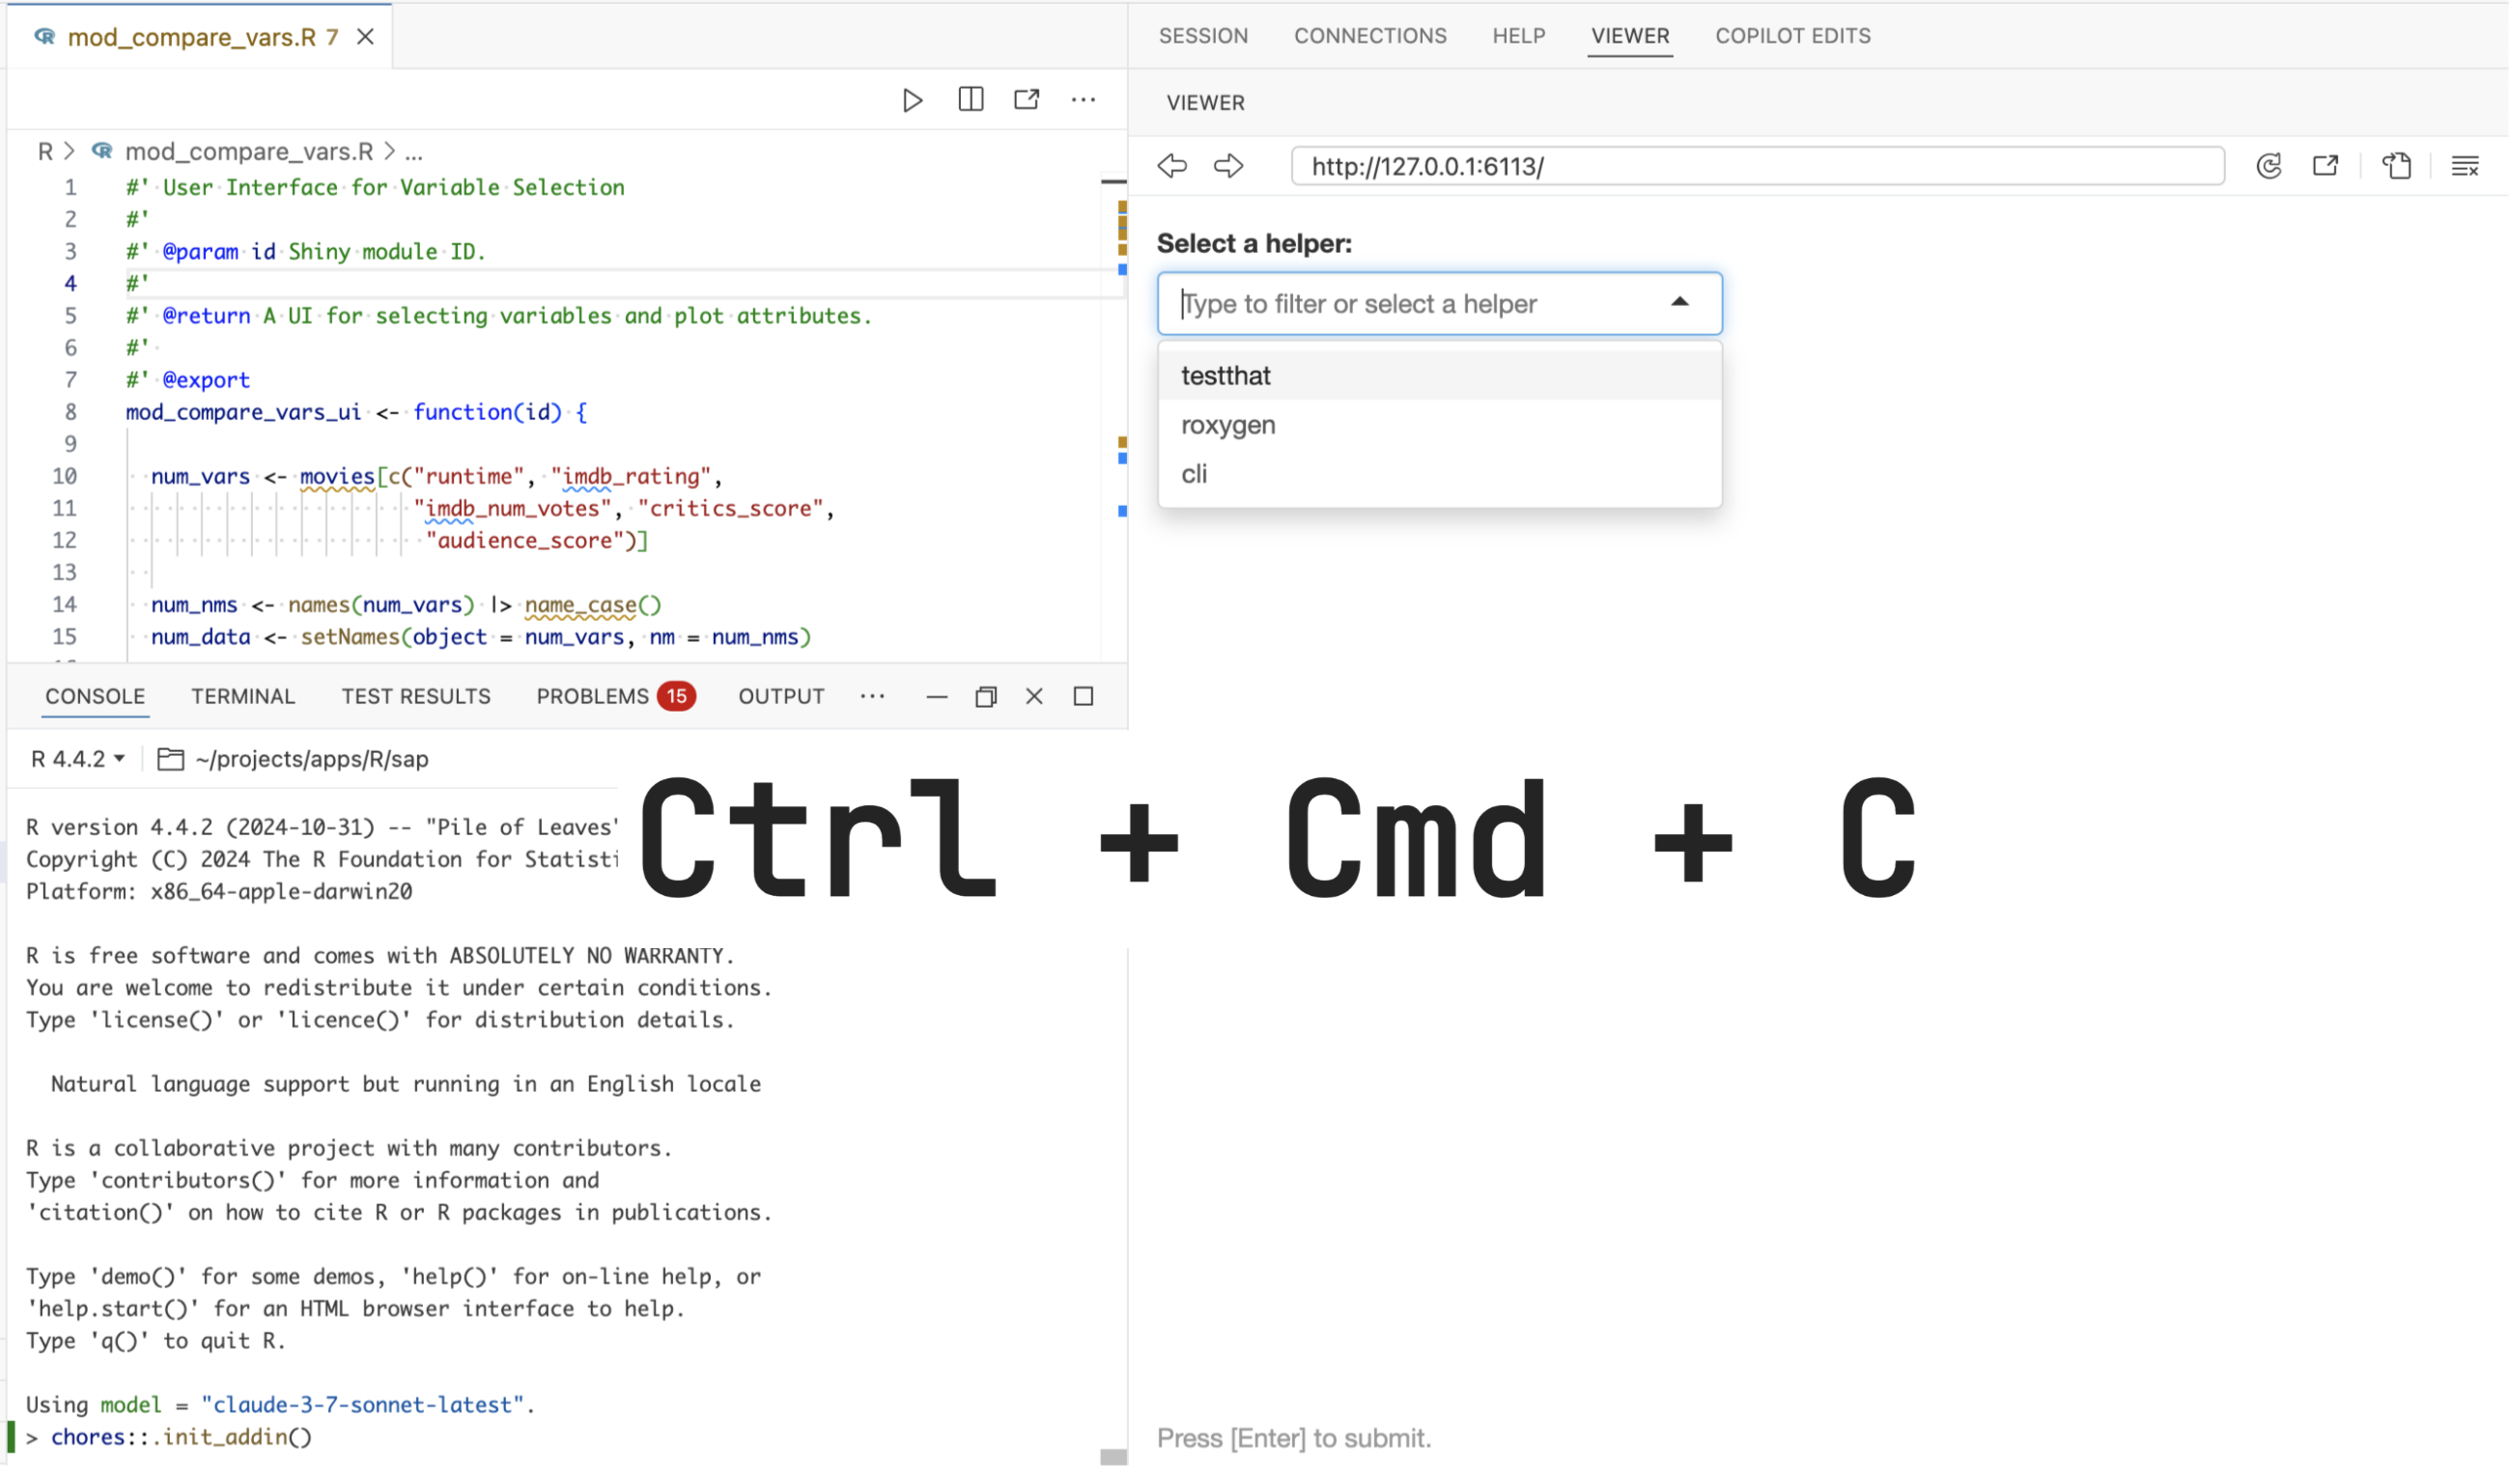 mod_compare_vars.R 7
R > mod_compare_vars.R > ...
1 #' User Interface for Variable Selection
2 #'
3 #' @param id Shiny module ID.
4 #'
5 #' @return A UI for selecting variables and plot attributes.
6 #'
7 #' @export
8 mod_compare_vars_ui <- function(id) {
9
10 num_vars <- movies[c("runtime", "imdb_rating",
11 "imdb_num_votes", "critics_score",
12 "audience_score")]
13
14 num_nms <- names(num_vars) |> name_case()
15 num_data <- setNames(object = num_vars, nm = num_nms)
CONSOLE TERMINAL TEST RESULTS PROBLEMS 15 OUTPUT ...
R 4.4.2 ~/projects/apps/R/sap
R version 4.4.2 (2024-10-31) -- "Pile of Leaves"
Copyright (C) 2024 The R Foundation for Statisti
Platform: x86_64-apple-darwin20
R is free software and comes with ABSOLUTELY NO WARRANTY.
You are welcome to redistribute it under certain conditions.
Type 'license()' or 'licence()' for distribution details.
Natural language support but running in an English locale
R is a collaborative project with many contributors.
Type 'contributors()' for more information and
'citation()' on how to cite R or R packages in publications.
Type 'demo()' for some demos, 'help()' for on-line help, or
'help.start()' for an HTML browser interface to help.
Type 'q()' to quit R.
Using model = "claude-3-7-sonnet-latest".
> chores:::.init_addin()
SESSION CONNECTIONS HELP VIEWER COPILOT EDITS
VIEWER
http://127.0.0.1:6113/
Select a helper:
Type to filter or select a helper
testthat
roxygen
cli
Ctrl + Cmd + C
Press [Enter] to submit.